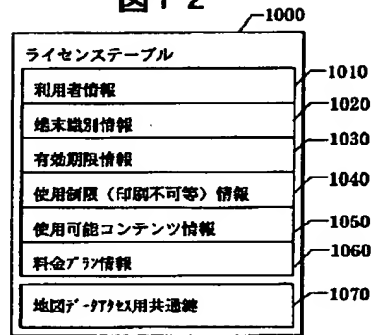 図12
1000
ライセンステーブル
利用者情報
1010
端末識別情報
1020
有効期限情報
1030
使用制限（印刷不可等）情報
1040
使用可能コンテンツ情報
1050
料金プラン情報
1060
地図データアクセス用共通鍵
1070